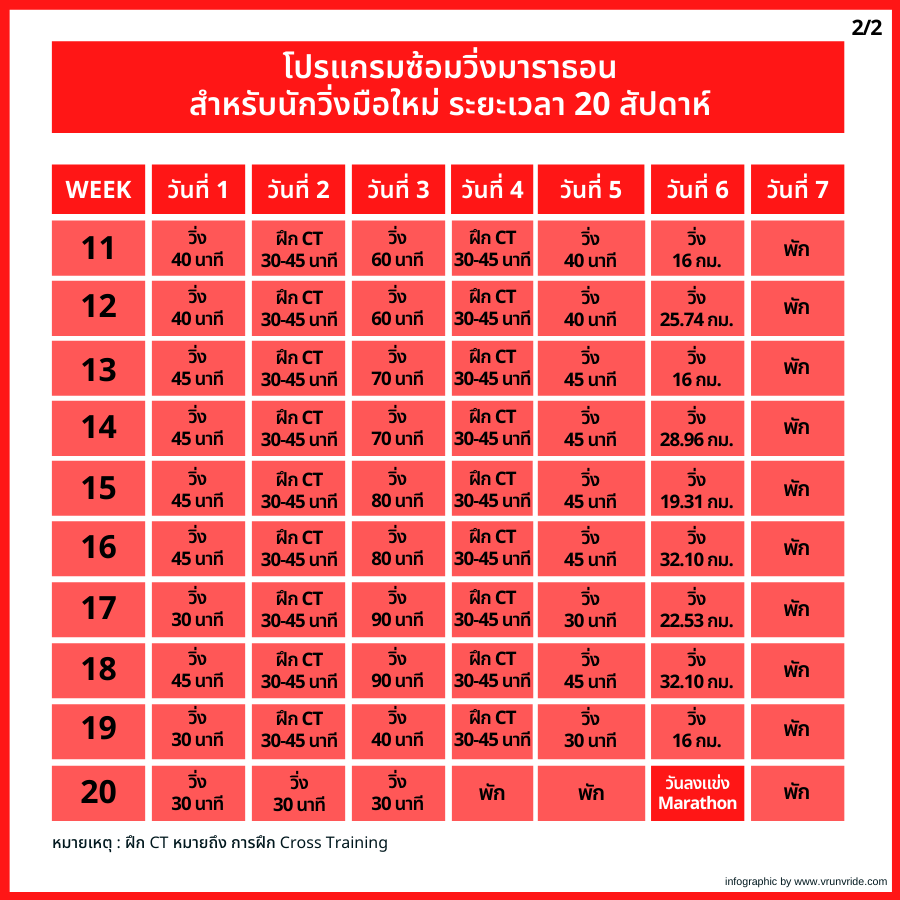 2/2
โปรแกรมซ้อมวิ่งมาราธอน
สำหรับนักวิ่งมือใหม่ ระยะเวลา 20 สัปดาห์
WEEK วันที่ 1 วันที่ 2 วันที่ 3 วันที่ 4 วันที่ 5 วันที่ 6 วันที่ 7
11 วิ่ง 40 นาที ฝึก CT 30-45 นาที วิ่ง 60 นาที ฝึก CT 30-45 นาที วิ่ง 40 นาที วิ่ง 16 กม. พัก
12 วิ่ง 40 นาที ฝึก CT 30-45 นาที วิ่ง 60 นาที ฝึก CT 30-45 นาที วิ่ง 40 นาที วิ่ง 25.74 กม. พัก
13 วิ่ง 45 นาที ฝึก CT 30-45 นาที วิ่ง 70 นาที ฝึก CT 30-45 นาที วิ่ง 45 นาที วิ่ง 16 กม. พัก
14 วิ่ง 45 นาที ฝึก CT 30-45 นาที วิ่ง 70 นาที ฝึก CT 30-45 นาที วิ่ง 45 นาที วิ่ง 28.96 กม. พัก
15 วิ่ง 45 นาที ฝึก CT 30-45 นาที วิ่ง 80 นาที ฝึก CT 30-45 นาที วิ่ง 45 นาที วิ่ง 19.31 กม. พัก
16 วิ่ง 45 นาที ฝึก CT 30-45 นาที วิ่ง 80 นาที ฝึก CT 30-45 นาที วิ่ง 45 นาที วิ่ง 32.10 กม. พัก
17 วิ่ง 30 นาที ฝึก CT 30-45 นาที วิ่ง 90 นาที ฝึก CT 30-45 นาที วิ่ง 30 นาที วิ่ง 22.53 กม. พัก
18 วิ่ง 45 นาที ฝึก CT 30-45 นาที วิ่ง 90 นาที ฝึก CT 30-45 นาที วิ่ง 45 นาที วิ่ง 32.10 กม. พัก
19 วิ่ง 30 นาที ฝึก CT 30-45 นาที วิ่ง 40 นาที ฝึก CT 30-45 นาที วิ่ง 30 นาที วิ่ง 16 กม. พัก
20 วิ่ง 30 นาที วิ่ง 30 นาที วิ่ง 30 นาที พัก พัก วันลงแข่ง Marathon พัก
หมายเหตุ : ฝึก CT หมายถึง การฝึก Cross Training
infographic by www.vrunvride.com